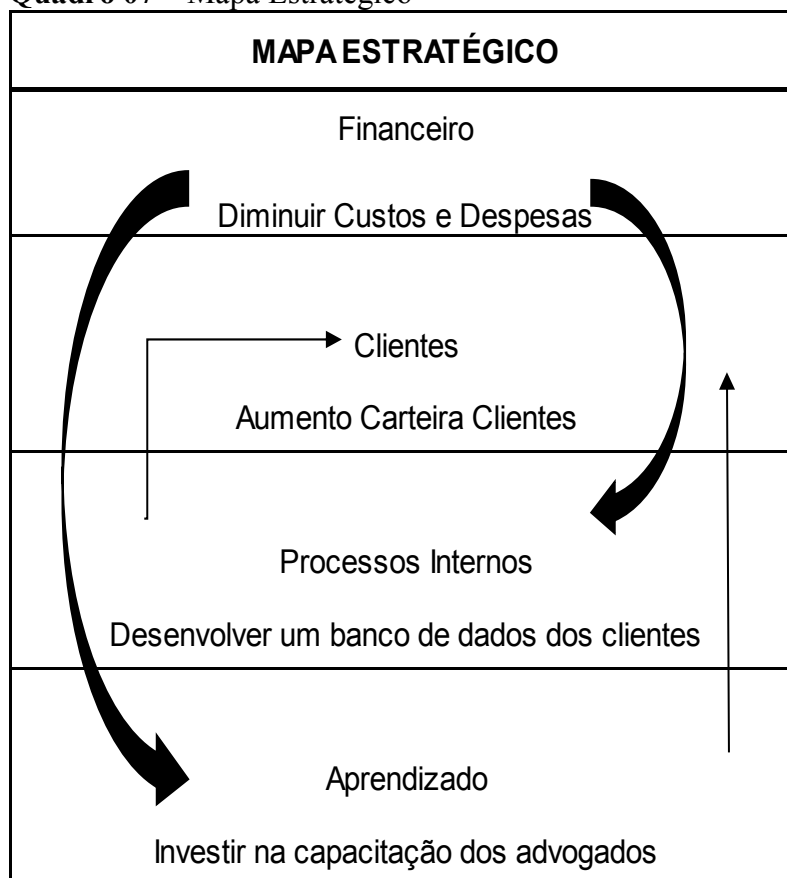 Quadro 07 – Mapa Estratégico
MAPA ESTRATÉGICO
Financeiro
Diminuir Custos e Despesas
Clientes
Aumento Carteira Clientes
Processos Internos
Desenvolver um banco de dados dos clientes
Aprendizado
Investir na capacitação dos advogados